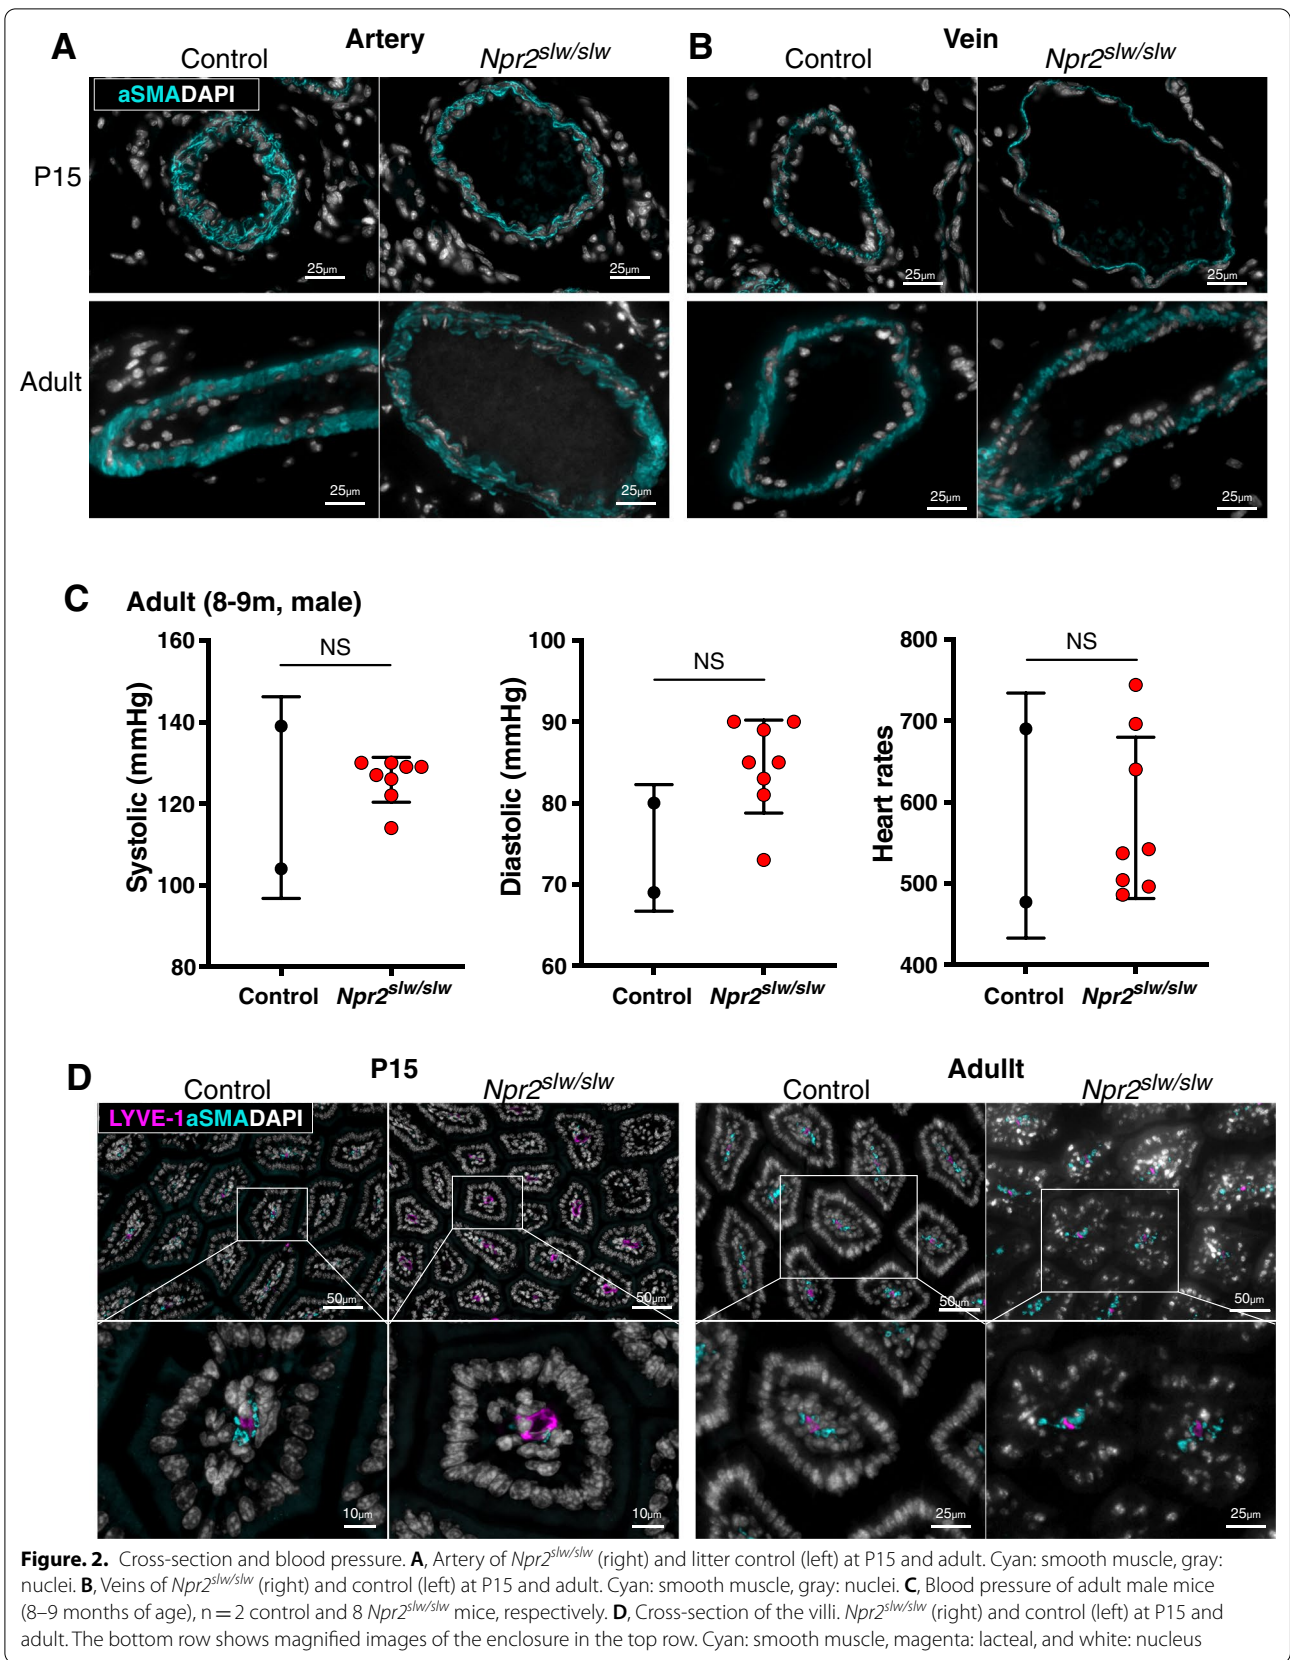 A
Artery
Control
Npr2slw/slw
B
Vein
Control
Npr2slw/slw
aSMADAPI
P15
25µm
25µm
25µm
25µm
Adult
25µm
25µm
25µm
25µm
C
Adult (8-9m, male)
Systolic (mmHg)
160
140
120
100
80
NS
Control
Npr2slw/slw
Diastolic (mmHg)
100
90
80
70
60
NS
Control
Npr2slw/slw
Heart rates
800
700
600
500
400
NS
Control
Npr2slw/slw
D
P15
Control
Npr2slw/slw
Adullt
Control
Npr2slw/slw
LYVE-1aSMADAPI
50µm
50µm
50µm
50µm
10µm
10µm
25µm
25µm
Figure. 2. Cross-section and blood pressure. A, Artery of Npr2slw/slw (right) and litter control (left) at P15 and adult. Cyan: smooth muscle, gray:
nuclei. B, Veins of Npr2slw/slw (right) and control (left) at P15 and adult. Cyan: smooth muscle, gray: nuclei. C, Blood pressure of adult male mice
(8–9 months of age), n = 2 control and 8 Npr2slw/slw mice, respectively. D, Cross-section of the villi. Npr2slw/slw (right) and control (left) at P15 and
adult. The bottom row shows magnified images of the enclosure in the top row. Cyan: smooth muscle, magenta: lacteal, and white: nucleus